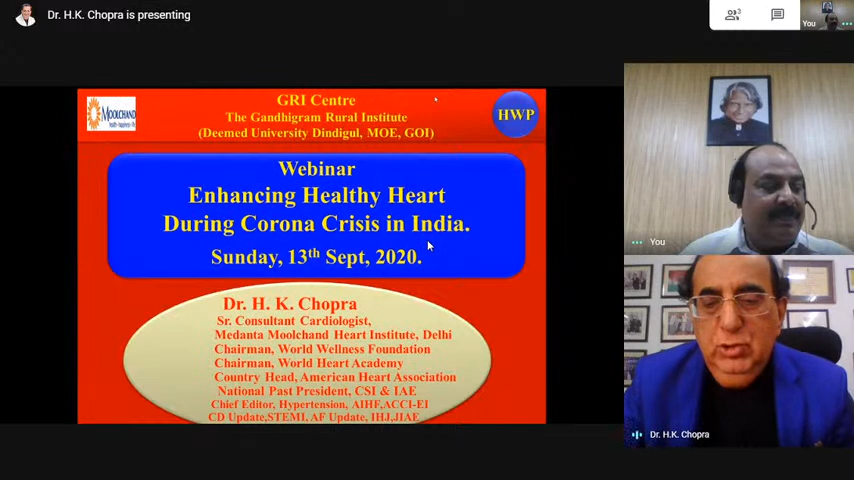 Dr. H.K. Chopra is presenting
3
You
MOOLCHAND
GRI Centre
The Gandhigram Rural Institute
(Deemed University Dindigul, MOE, GOI)
HWP
Webinar
Enhancing Healthy Heart
During Corona Crisis in India.
Sunday, 13th Sept, 2020.
Dr. H. K. Chopra
Sr. Consultant Cardiologist,
Medanta Moolchand Heart Institute, Delhi
Chairman, World Wellness Foundation
Chairman, World Heart Academy
Country Head, American Heart Association
National Past President, CSI & IAE
Chief Editor, Hypertension, AIHF,ACCI-EI
CD Update,STEMI, AF Update, IHJ,JIAE
You
Dr. H.K. Chopra